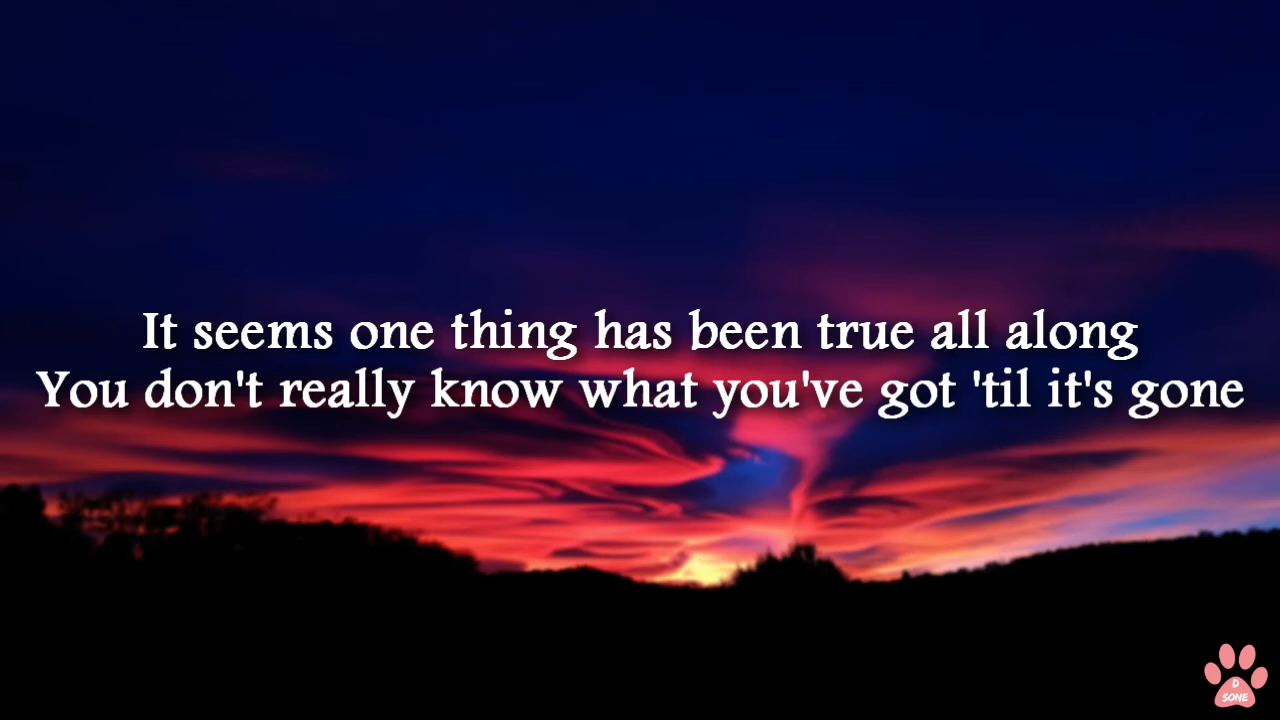 It seems one thing has been true all along
You don't really know what you've got 'til it's gone
D
SONE